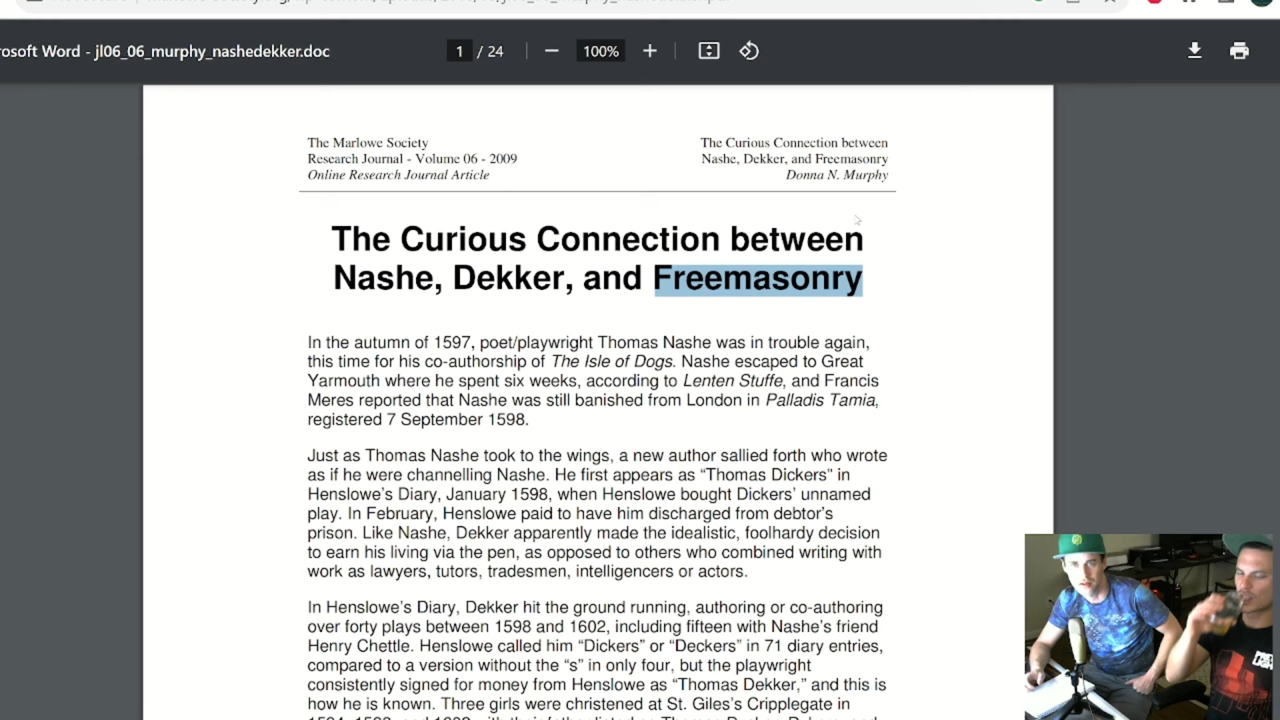 rosoft Word - jl06_06_murphy_nashedekker.doc
1 / 24
100%
The Marlowe Society
Research Journal - Volume 06 - 2009
Online Research Journal Article
The Curious Connection between
Nashe, Dekker, and Freemasonry
Donna N. Murphy
The Curious Connection between
Nashe, Dekker, and Freemasonry
In the autumn of 1597, poet/playwright Thomas Nashe was in trouble again,
this time for his co-authorship of The Isle of Dogs. Nashe escaped to Great
Yarmouth where he spent six weeks, according to Lenten Stuffe, and Francis
Meres reported that Nashe was still banished from London in Palladis Tamia,
registered 7 September 1598.
Just as Thomas Nashe took to the wings, a new author sallied forth who wrote
as if he were channelling Nashe. He first appears as “Thomas Dickers” in
Henslowe’s Diary, January 1598, when Henslowe bought Dickers’ unnamed
play. In February, Henslowe paid to have him discharged from debtor’s
prison. Like Nashe, Dekker apparently made the idealistic, foolhardy decision
to earn his living via the pen, as opposed to others who combined writing with
work as lawyers, tutors, tradesmen, intelligencers or actors.
In Henslowe’s Diary, Dekker hit the ground running, authoring or co-authoring
over forty plays between 1598 and 1602, including fifteen with Nashe’s friend
Henry Chettle. Henslowe called him “Dickers” or “Deckers” in 71 diary entries,
compared to a version without the “s” in only four, but the playwright
consistently signed for money from Henslowe as “Thomas Dekker,” and this is
how he is known. Three girls were christened at St. Giles’s Cripplegate in